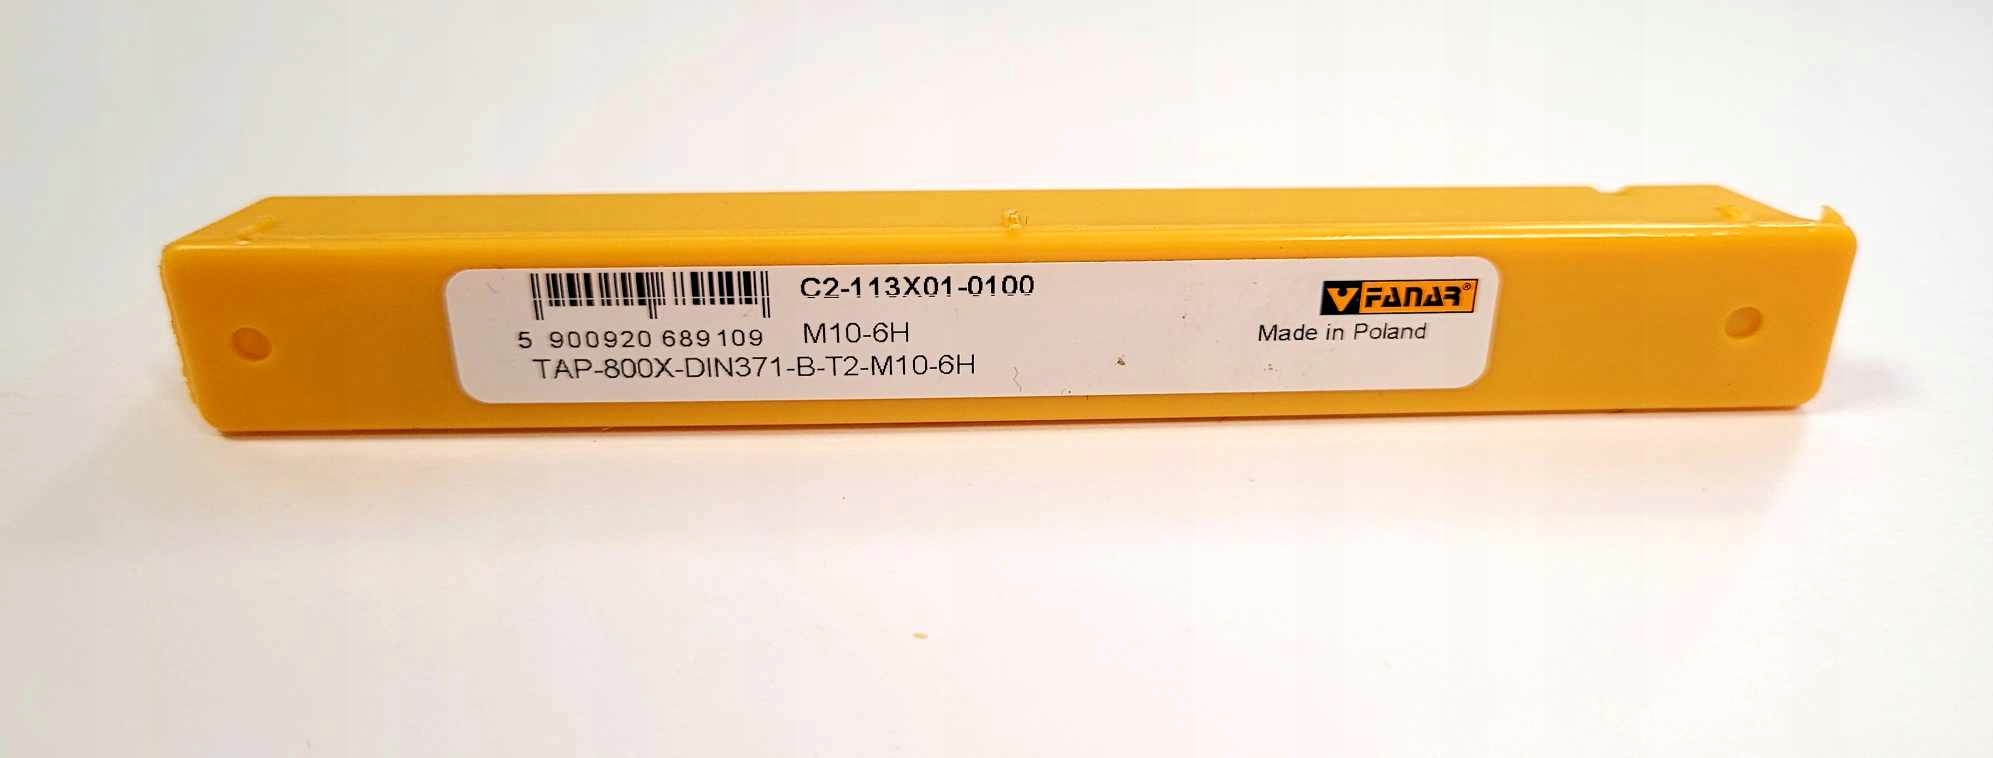 C2-113X01-0100
FANAR®
5 900920 689109
M10-6H
Made in Poland
TAP-800X-DIN371-B-T2-M10-6H